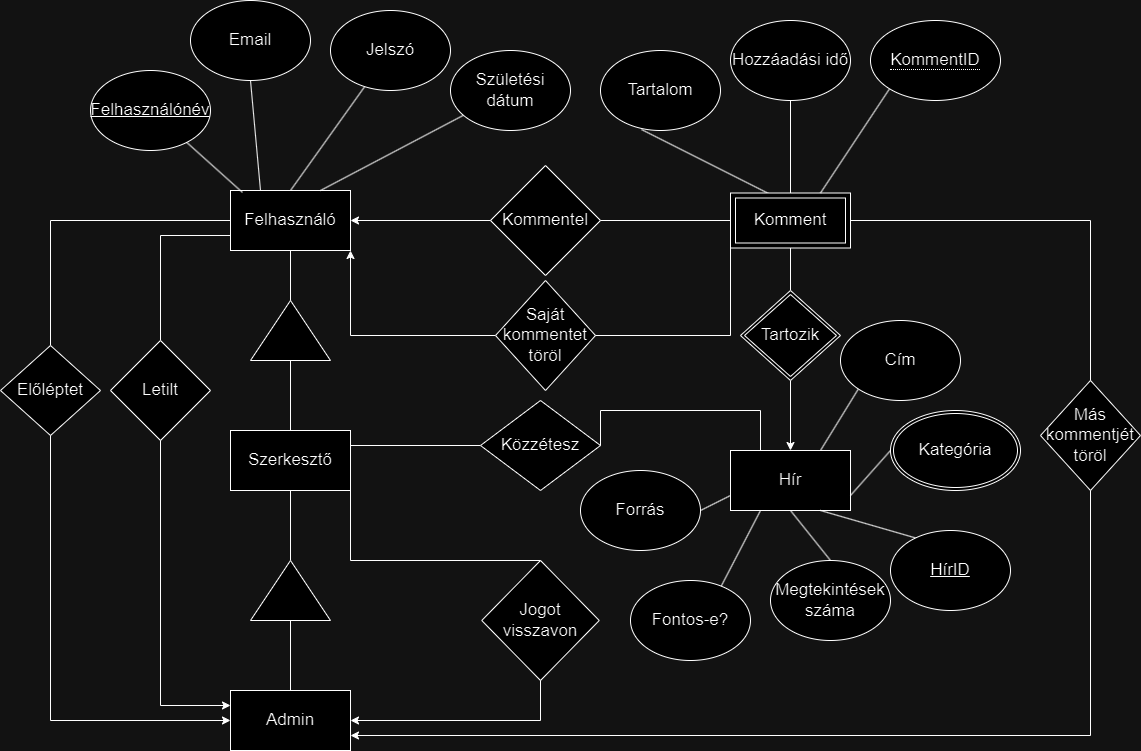 Email
Jelszó
Születési
dátum
Felhasználónév
Tartalom
Hozzáadási idő
KommentID
Felhasználó
Kommentel
Komment
Saját
kommentet
töröl
Tartozik
Előléptet
Letilt
Cím
Más
kommentjét
töröl
Szerkesztő
Közzétesz
Kategória
Hír
Forrás
HírID
Megtekintések
száma
Fontos-e?
Jogot
visszavon
Admin